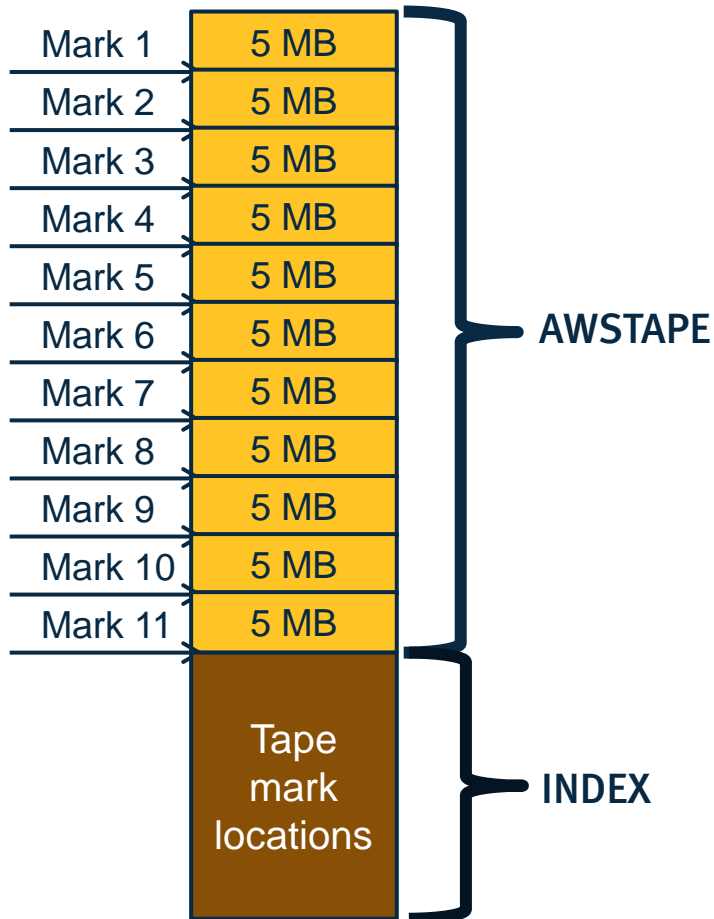 Mark 1 5 MB
Mark 2 5 MB
Mark 3 5 MB
Mark 4 5 MB
Mark 5 5 MB
Mark 6 5 MB
AWSTAPE
Mark 7 5 MB
Mark 8 5 MB
Mark 9 5 MB
Mark 10 5 MB
Mark 11 5 MB
Tape
mark
locations
INDEX